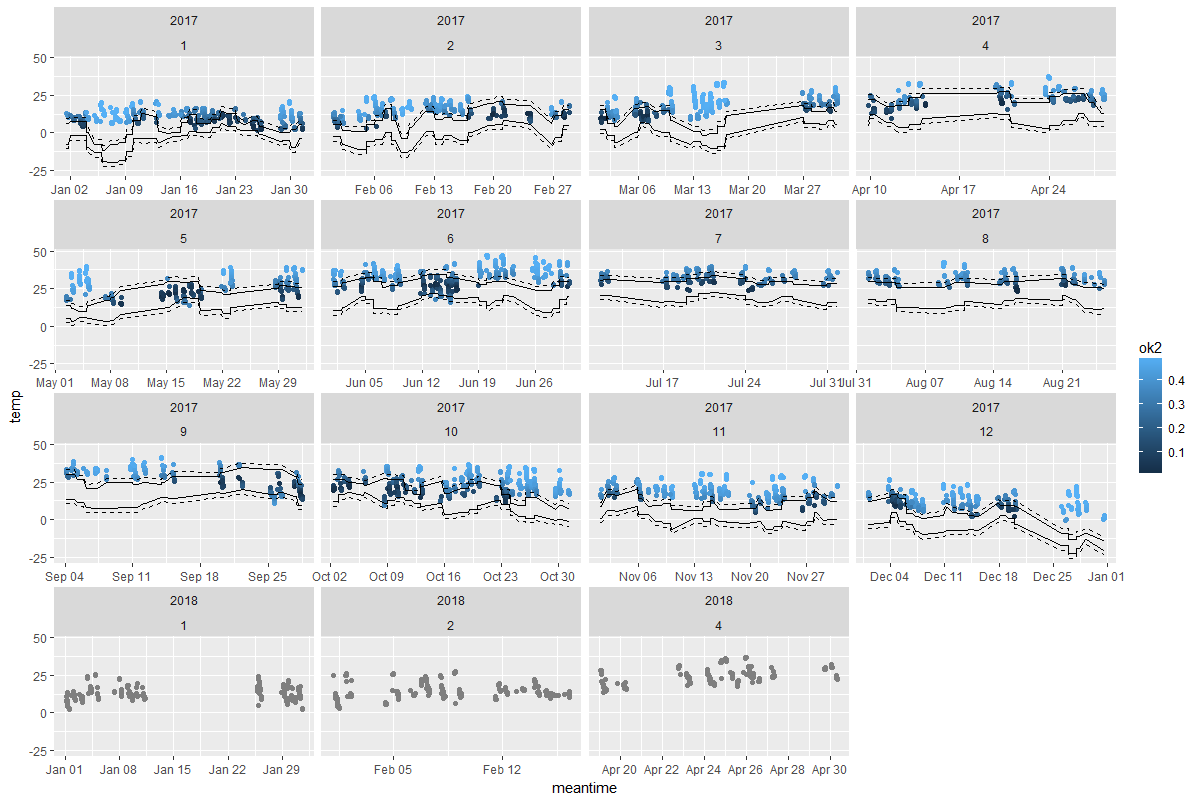 2017 2017 2017 2017
1 2 3 4
50
25
0
-25
Jan 02 Jan 09 Jan 16 Jan 23 Jan 30 Feb 06 Feb 13 Feb 20 Feb 27 Mar 06 Mar 13 Mar 20 Mar 27 Apr 10 Apr 17 Apr 24
2017 2017 2017 2017
5 6 7 8
50
25
0
-25
May 01 May 08 May 15 May 22 May 29 Jun 05 Jun 12 Jun 19 Jun 26 Jul 17 Jul 24 Jul 31 Jul 31 Aug 07 Aug 14 Aug 21
ok2
0.4
0.3
0.2
0.1
temp
2017 2017 2017 2017
9 10 11 12
50
25
0
-25
Sep 04 Sep 11 Sep 18 Sep 25 Oct 02 Oct 09 Oct 16 Oct 23 Oct 30 Nov 06 Nov 13 Nov 20 Nov 27 Dec 04 Dec 11 Dec 18 Dec 25 Jan 01
2018 2018 2018
1 2 4
50
25
0
-25
Jan 01 Jan 08 Jan 15 Jan 22 Jan 29 Feb 05 Feb 12 Apr 20 Apr 22 Apr 24 Apr 26 Apr 28 Apr 30
meantime